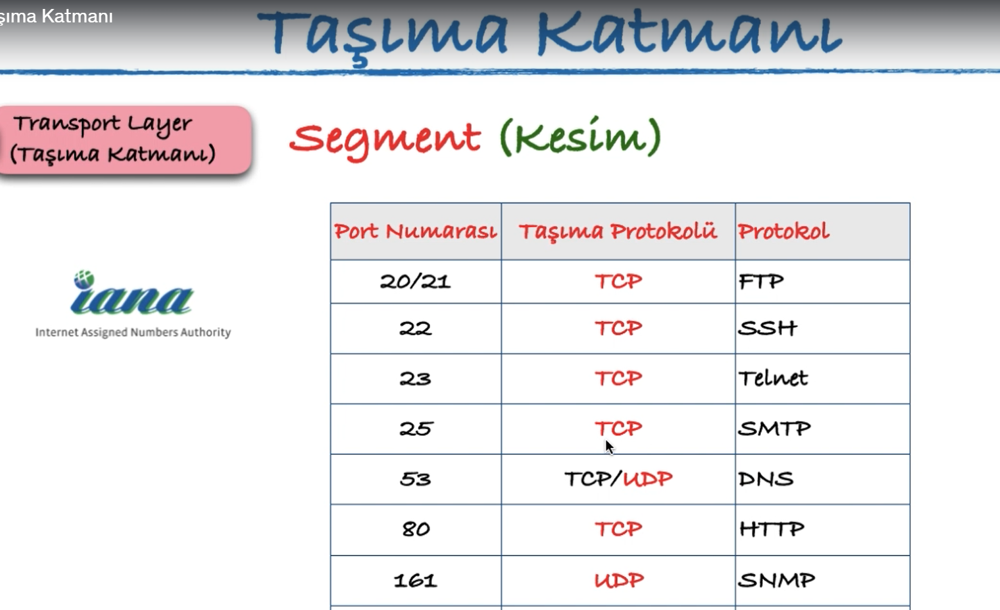 şıma Katmanı
Taşıma Katmanı
Transport Layer
(Taşıma Katmanı)
Segment (Kesim)
iana
Internet Assigned Numbers Authority
Port Numarası Taşıma Protokolü Protokol
20/21 TCP FTP
22 TCP SSH
23 TCP Telnet
25 TCP SMTP
53 TCP/UDP DNS
80 TCP HTTP
161 UDP SNMP